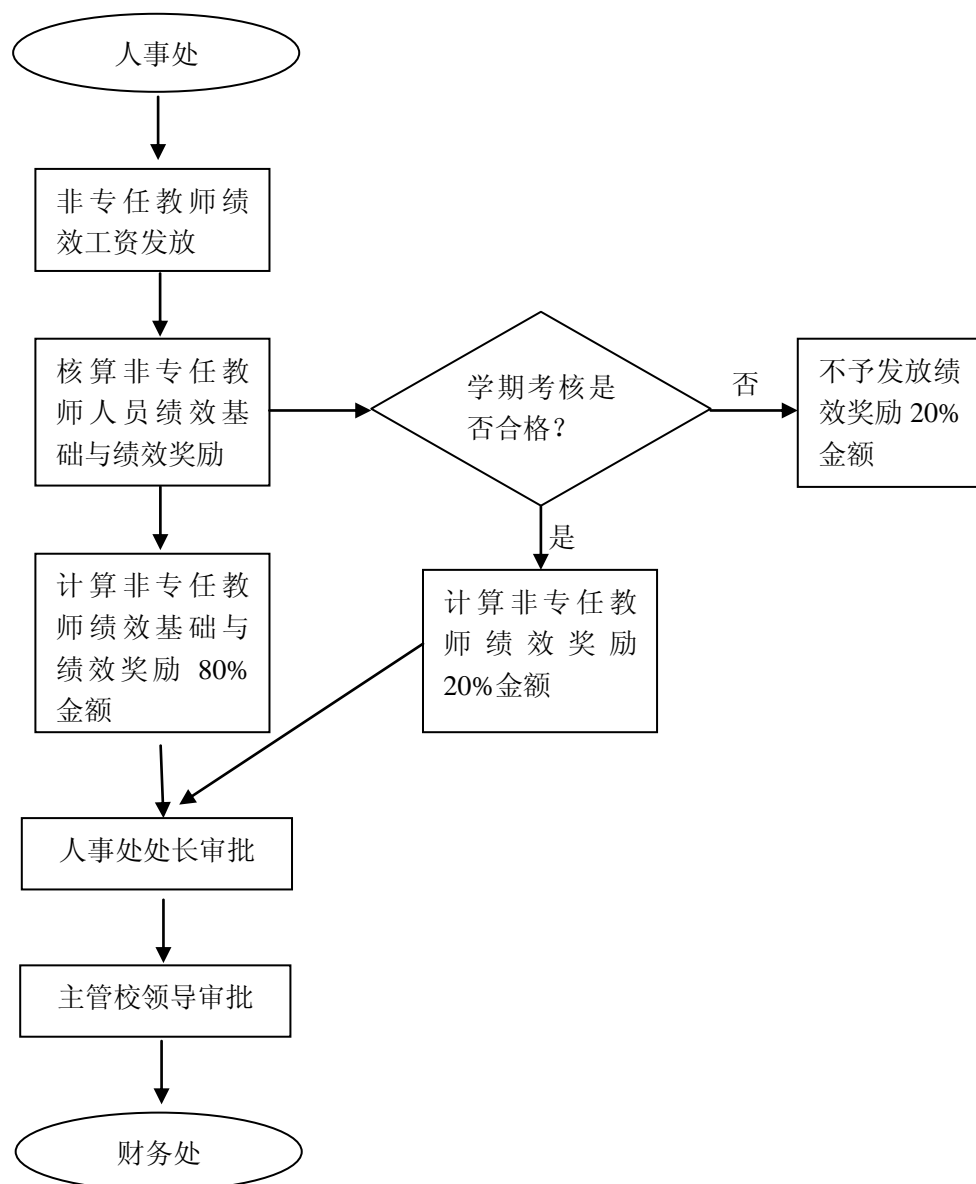 人事处
非专任教师绩
效工资发放
核算非专任教
师人员绩效基
础与绩效奖励
学期考核是
否合格？
否
不予发放绩
效奖励 20%
金额
是
计算非专任教
师绩效基础与
绩效奖励 80%
金额
计算非专任教
师绩效奖励
20%金额
人事处处长审批
主管校领导审批
财务处